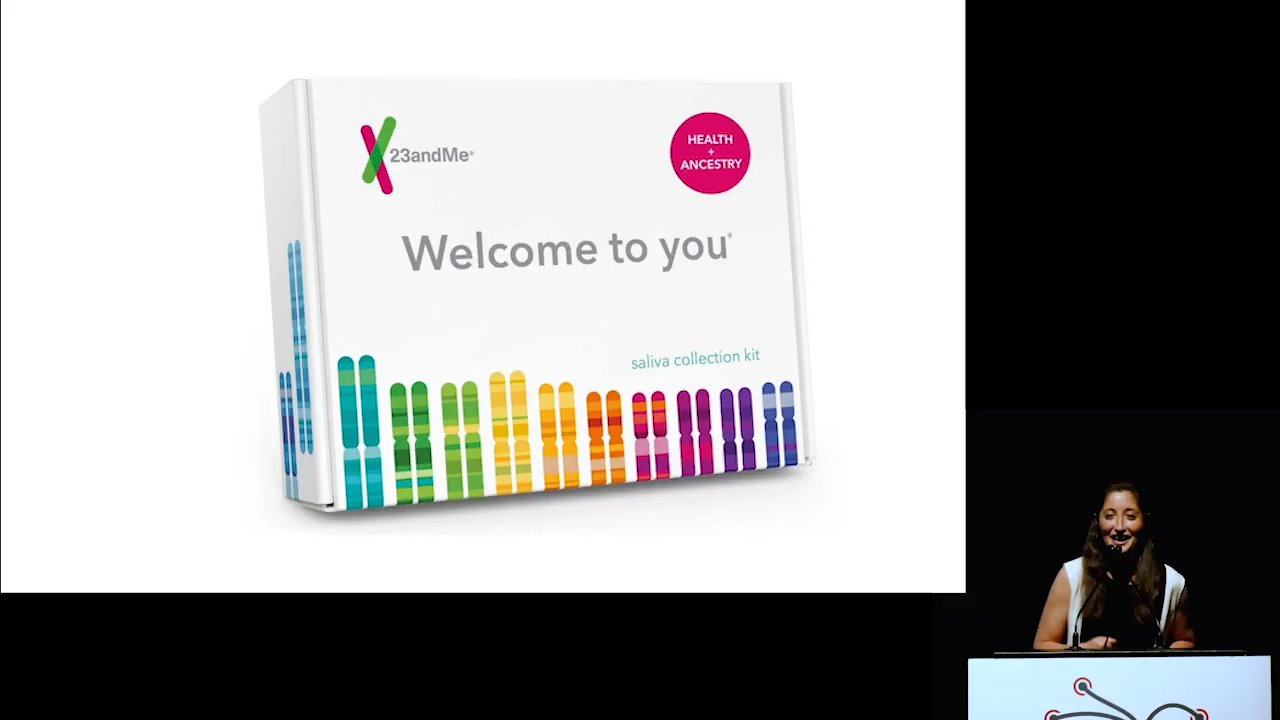 23andMe®
HEALTH
+
ANCESTRY
Welcome to you®
saliva collection kit